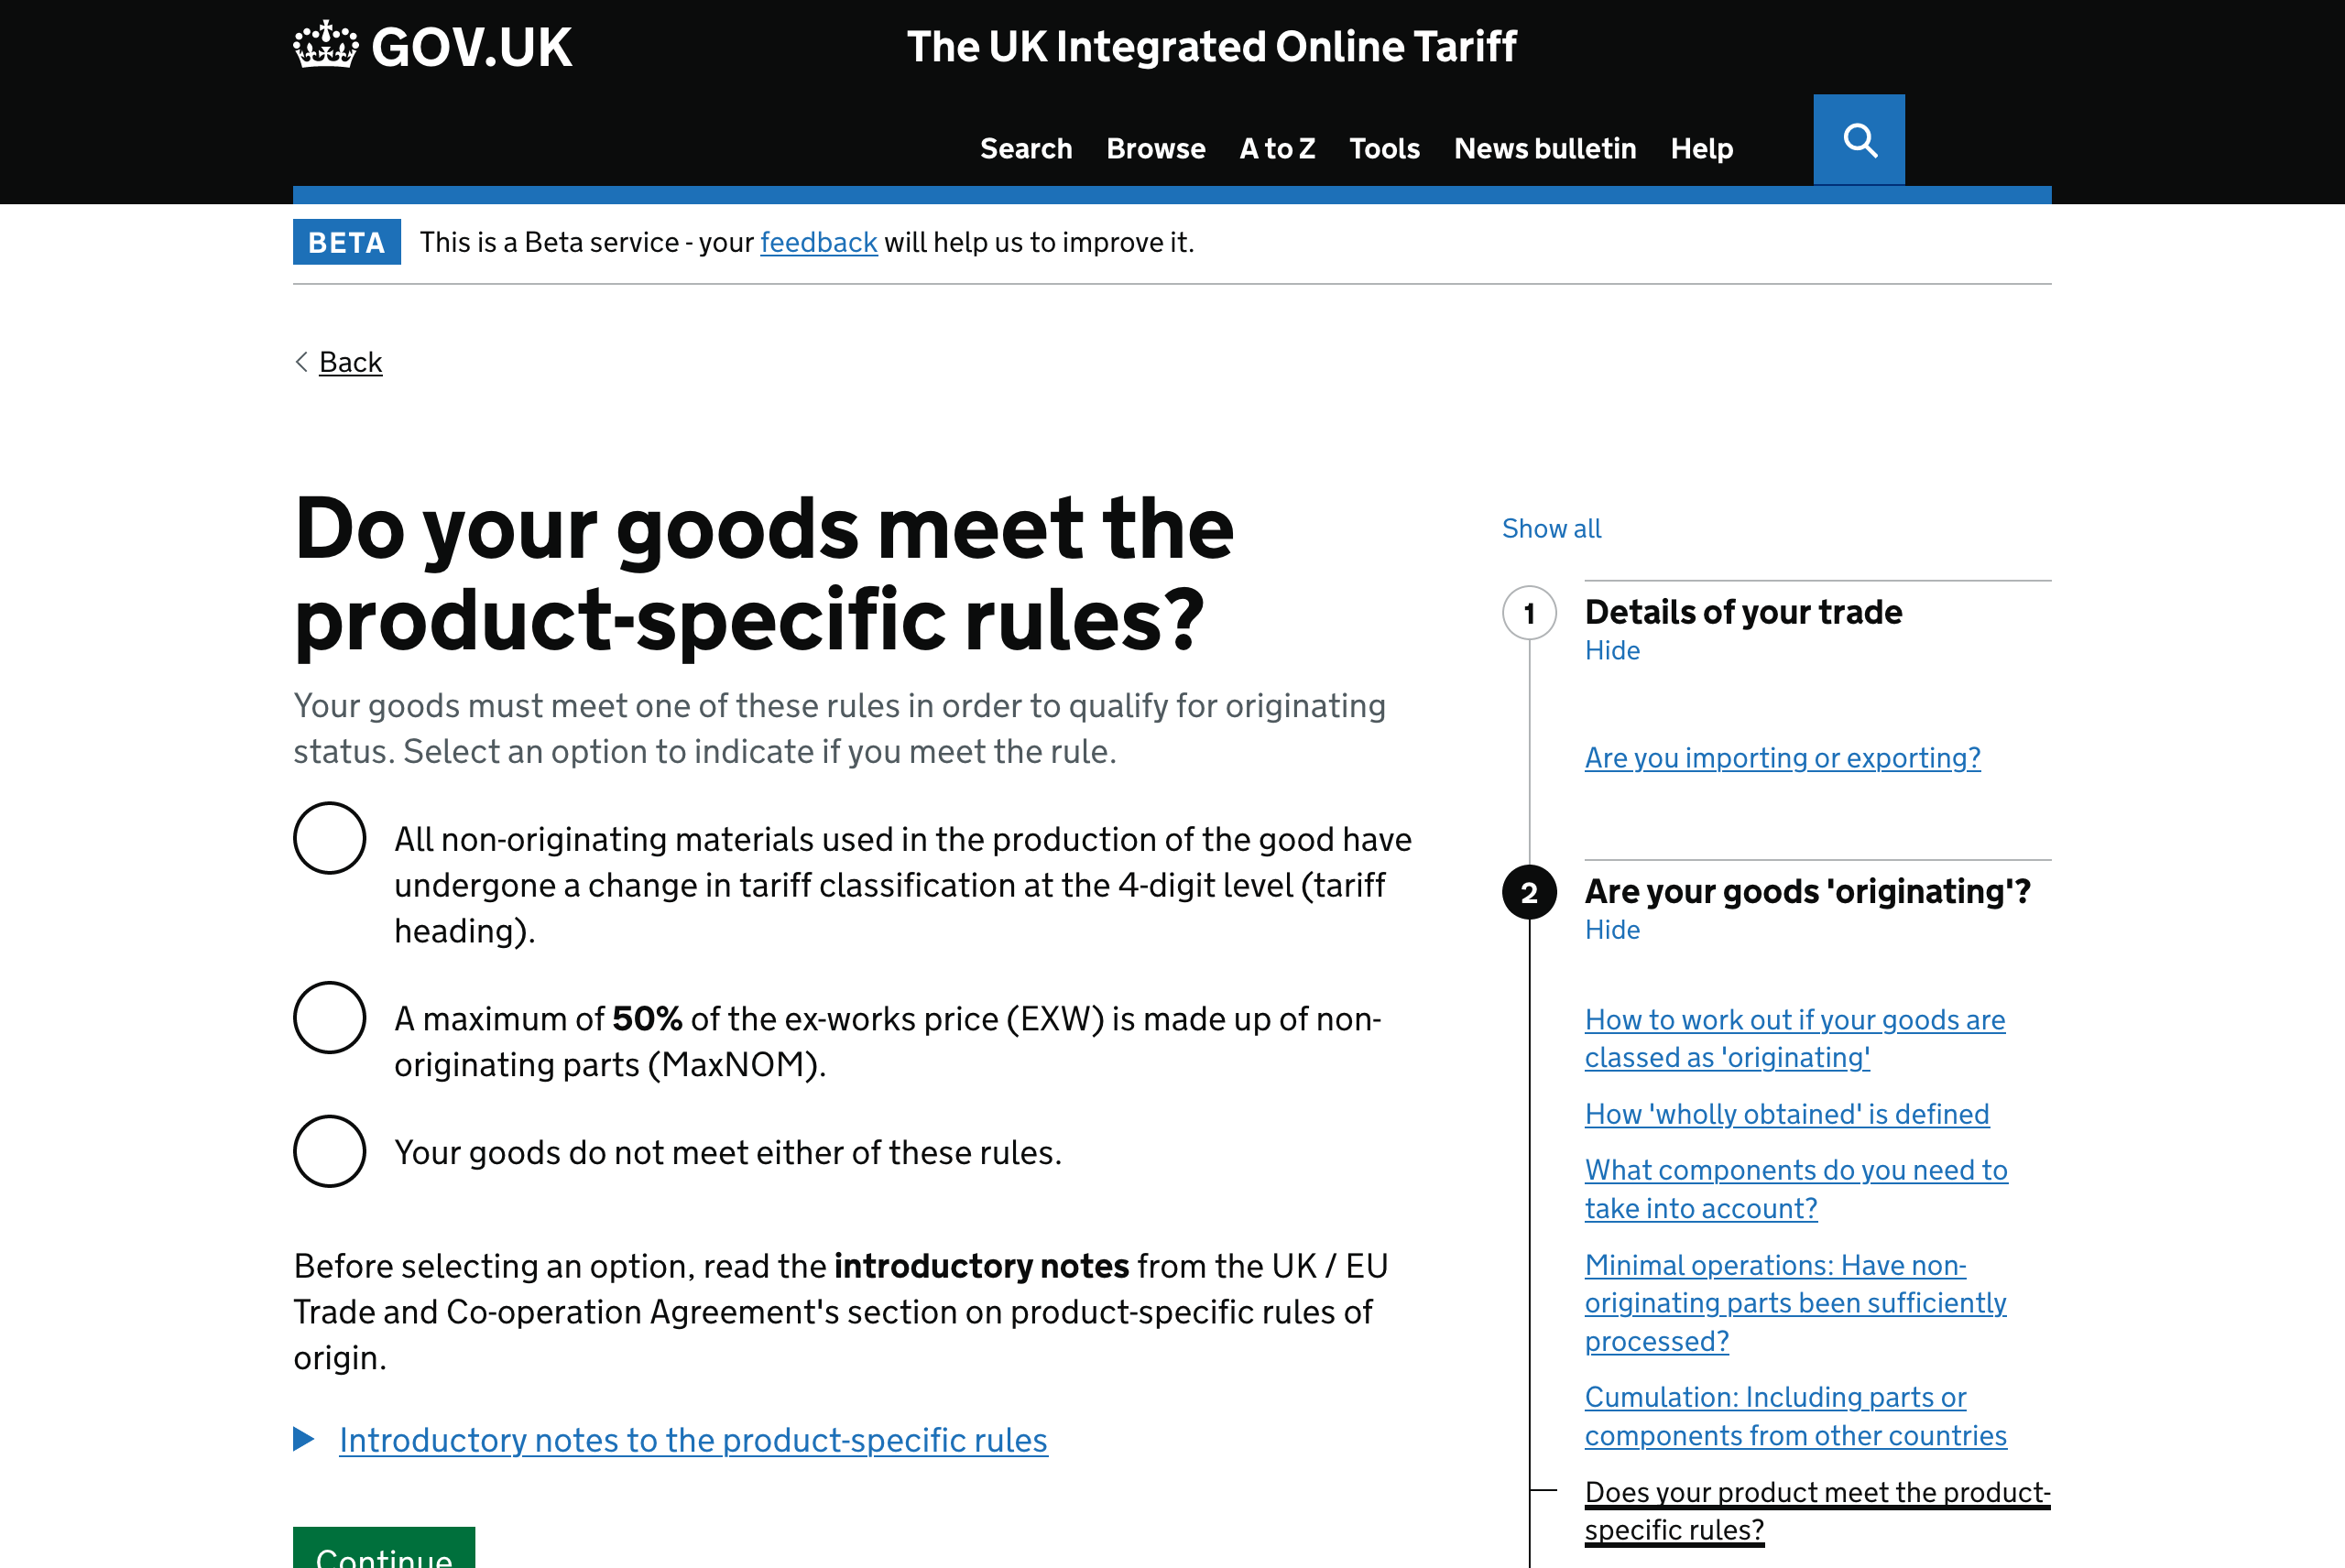 GOV.UK
The UK Integrated Online Tariff
Search Browse A to Z Tools News bulletin Help
BETA This is a Beta service - your feedback will help us to improve it.
Back
Do your goods meet the
product-specific rules?
Your goods must meet one of these rules in order to qualify for originating
status. Select an option to indicate if you meet the rule.
All non-originating materials used in the production of the good have
undergone a change in tariff classification at the 4-digit level (tariff
heading).
A maximum of 50% of the ex-works price (EXW) is made up of non-
originating parts (MaxNOM).
Your goods do not meet either of these rules.
Before selecting an option, read the introductory notes from the UK / EU
Trade and Co-operation Agreement's section on product-specific rules of
origin.
Introductory notes to the product-specific rules
Continue
Show all
1 Details of your trade
Hide
Are you importing or exporting?
2 Are your goods 'originating'?
Hide
How to work out if your goods are
classed as 'originating'
How 'wholly obtained' is defined
What components do you need to
take into account?
Minimal operations: Have non-
originating parts been sufficiently
processed?
Cumulation: Including parts or
components from other countries
Does your product meet the product-
specific rules?